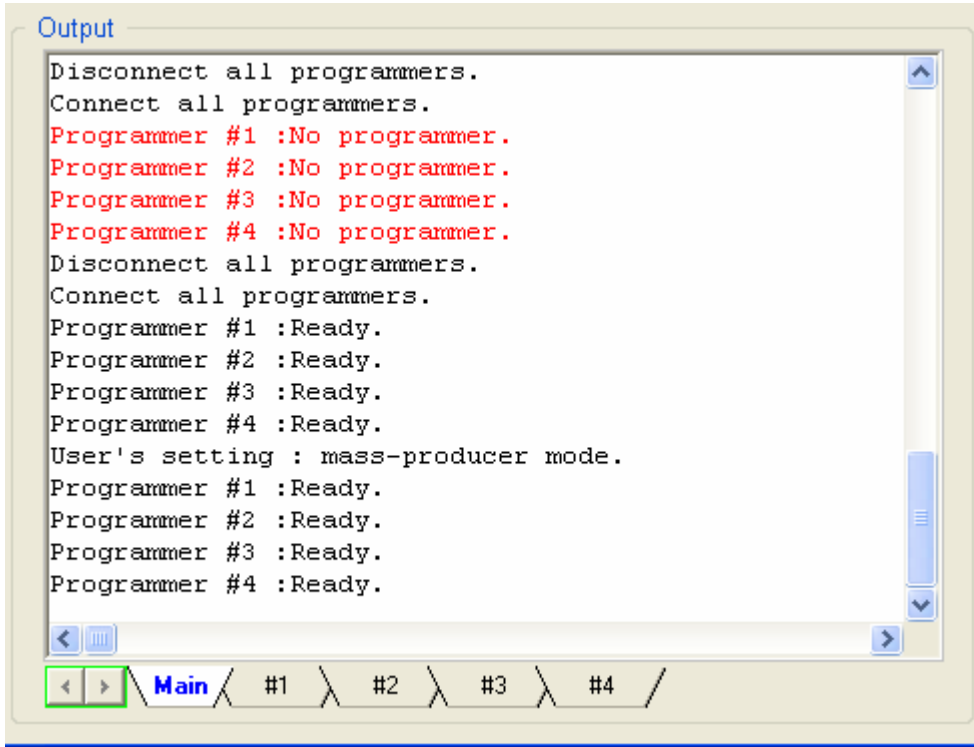 Output
Disconnect all programmers.
Connect all programmers.
Programmer #1 :No programmer.
Programmer #2 :No programmer.
Programmer #3 :No programmer.
Programmer #4 :No programmer.
Disconnect all programmers.
Connect all programmers.
Programmer #1 :Ready.
Programmer #2 :Ready.
Programmer #3 :Ready.
Programmer #4 :Ready.
User's setting : mass-producer mode.
Programmer #1 :Ready.
Programmer #2 :Ready.
Programmer #3 :Ready.
Programmer #4 :Ready.
Main #1 #2 #3 #4